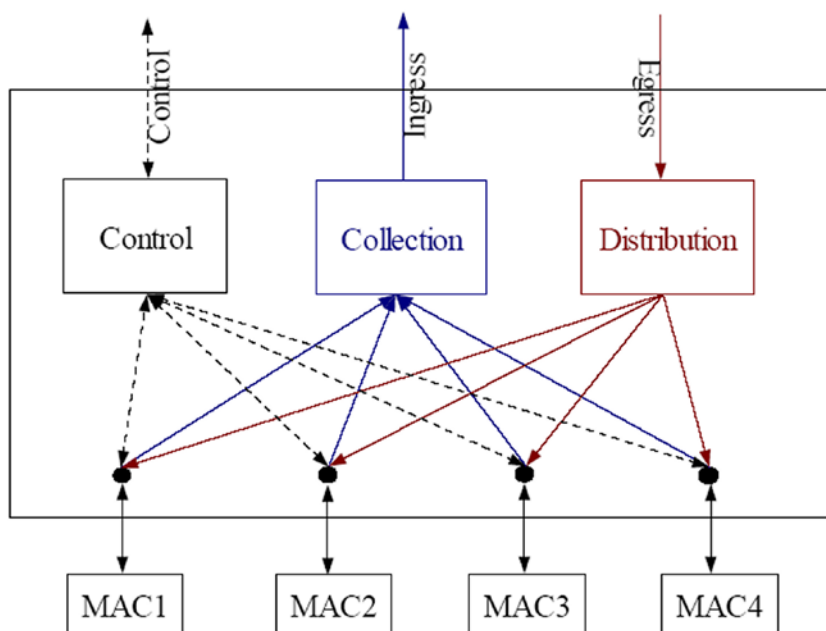 Control
Ingress
Egress
Control
Collection
Distribution
MAC1
MAC2
MAC3
MAC4